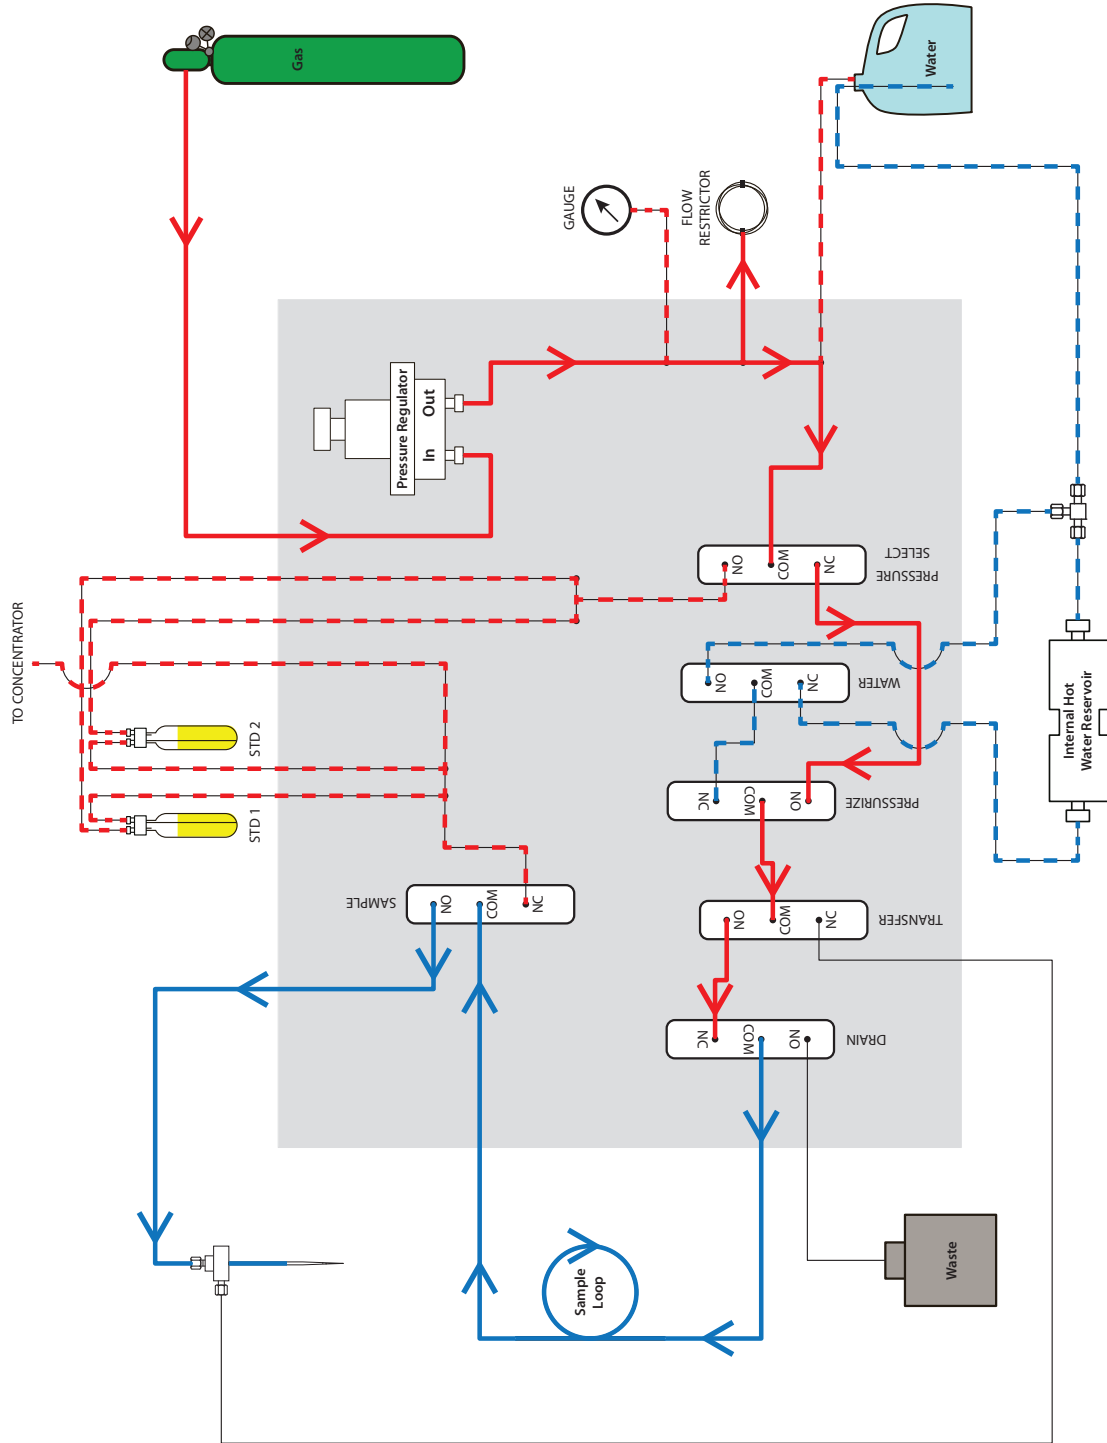 Gas
Water
GAUGE
FLOW
RESTRICTOR
Pressure Regulator
In
Out
TO CONCENTRATOR
NO
COM
NC
PRESSURE
SELECT
NO
COM
NC
WATER
STD 2
STD 1
Internal Hot
Water Reservoir
NC
COM
NO
PRESSURIZE
SAMPLE
NO
COM
NC
NO
COM
NC
TRANSFER
NC
COM
NO
DRAIN
Sample
Loop
Waste